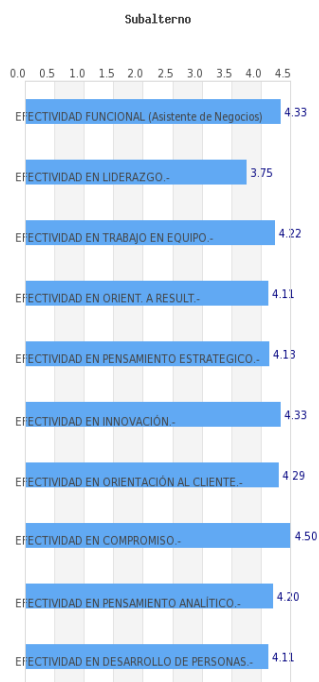 Subalterno
0.0 0.5 1.0 1.5 2.0 2.5 3.0 3.5 4.0 4.5
EFECTIVIDAD FUNCIONAL (Asistente de Negocios) 4.33
EFECTIVIDAD EN LIDERAZGO.- 3.75
EFECTIVIDAD EN TRABAJO EN EQUIPO.- 4.22
EFECTIVIDAD EN ORIENT. A RESULT.- 4.11
EFECTIVIDAD EN PENSAMIENTO ESTRATEGICO.- 4.13
EFECTIVIDAD EN INNOVACIÓN.- 4.33
EFECTIVIDAD EN ORIENTACIÓN AL CLIENTE.- 4.29
EFECTIVIDAD EN COMPROMISO.- 4.50
EFECTIVIDAD EN PENSAMIENTO ANALÍTICO.- 4.20
EFECTIVIDAD EN DESARROLLO DE PERSONAS.- 4.11